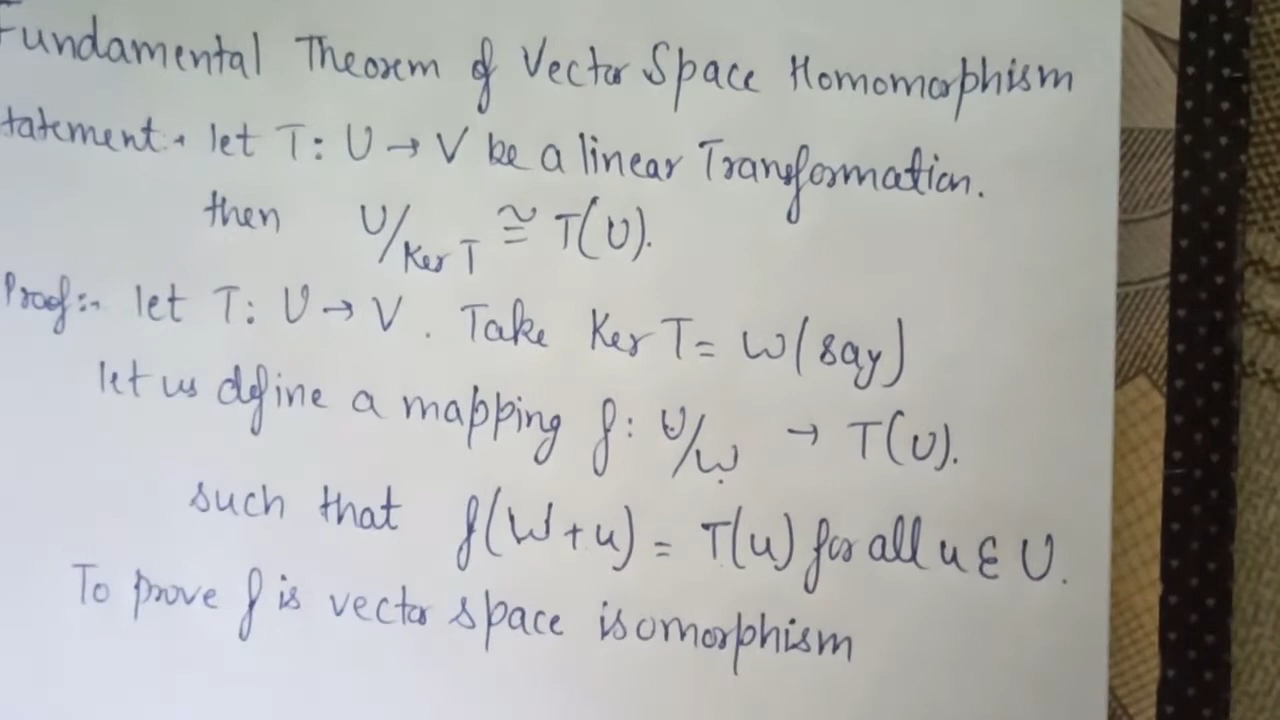 Fundamental Theorem of Vector Space Homomorphism
tatement:- let T: U → V be a linear Transformation.
then U/Ker T ≅ T(U).
Proof:- let T: U → V. Take Ker T = W (say)
let us define a mapping f: U/W → T(U).
such that f(W+u) = T(u) for all u ε U.
To prove f is vector space isomorphism